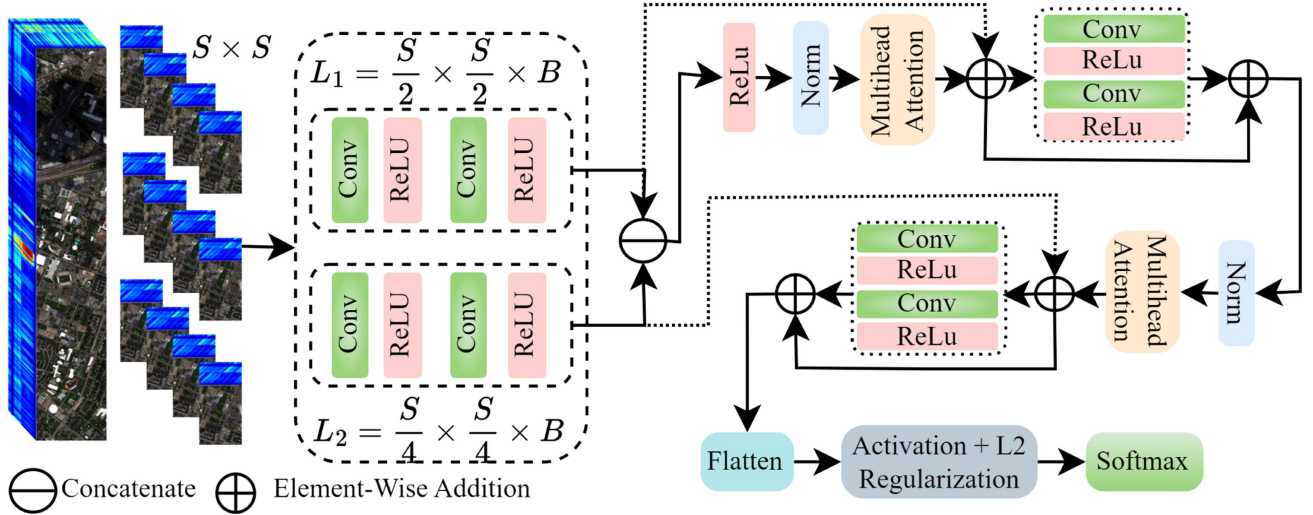 S × S
L₁ = S/2 × S/2 × B
Conv
ReLU
Conv
ReLU
Conv
ReLU
Conv
ReLU
L₂ = S/4 × S/4 × B
ReLu
Norm
Multihead
Attention
Conv
ReLu
Conv
ReLu
Norm
Multihead
Attention
Conv
ReLu
Conv
ReLu
Flatten
Activation + L2
Regularization
Softmax
Concatenate
Element-Wise Addition